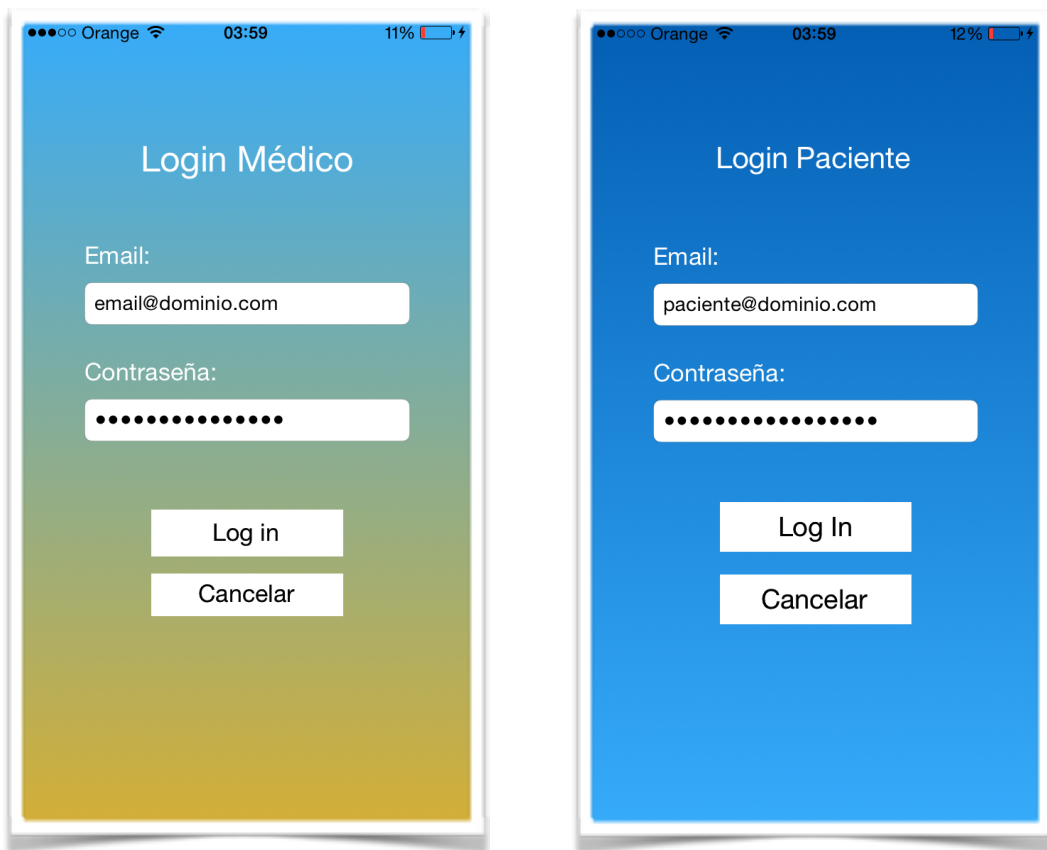 Orange 03:59 11%
Login Médico
Email:
email@dominio.com
Contraseña:
•••••••••••••••
Log in
Cancelar
Orange 03:59 12%
Login Paciente
Email:
paciente@dominio.com
Contraseña:
•••••••••••••••••
Log In
Cancelar